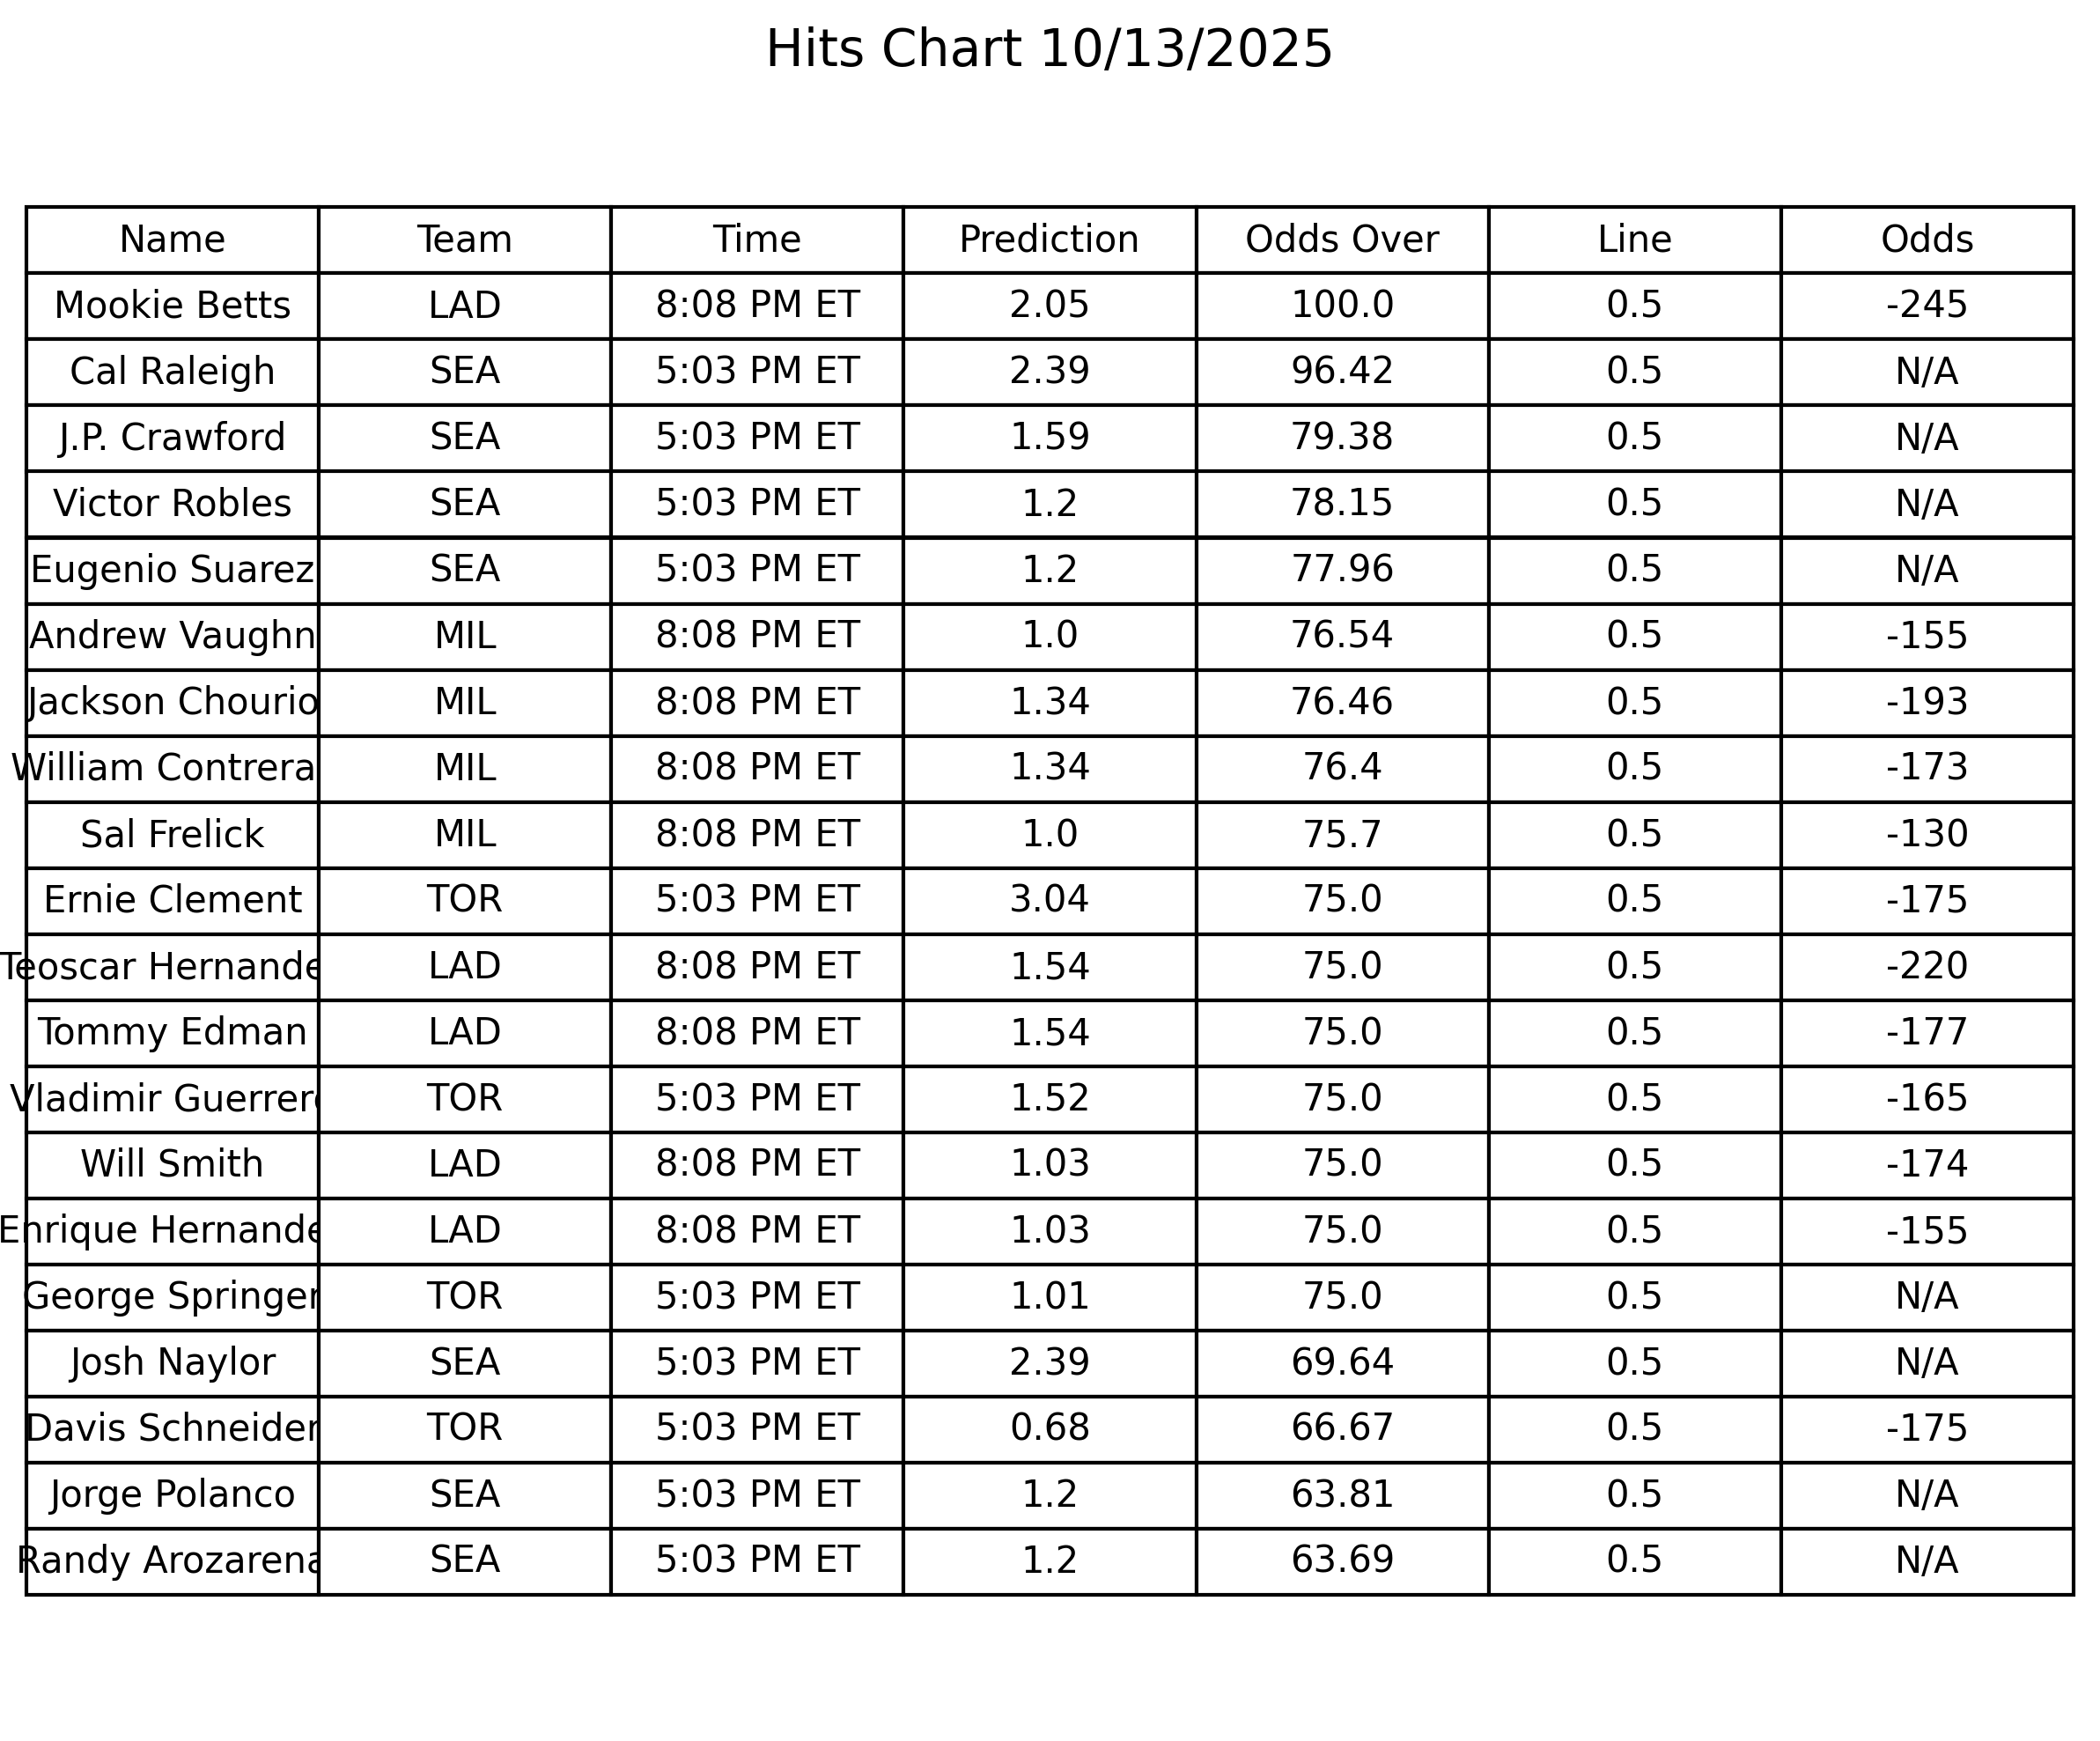 Hits Chart 10/13/2025
Name Team Time Prediction Odds Over Line Odds
Mookie Betts LAD 8:08 PM ET 2.05 100.0 0.5 -245
Cal Raleigh SEA 5:03 PM ET 2.39 96.42 0.5 N/A
J.P. Crawford SEA 5:03 PM ET 1.59 79.38 0.5 N/A
Victor Robles SEA 5:03 PM ET 1.2 78.15 0.5 N/A
Eugenio Suarez SEA 5:03 PM ET 1.2 77.96 0.5 N/A
Andrew Vaughn MIL 8:08 PM ET 1.0 76.54 0.5 -155
Jackson Chourio MIL 8:08 PM ET 1.34 76.46 0.5 -193
William Contrera MIL 8:08 PM ET 1.34 76.4 0.5 -173
Sal Frelick MIL 8:08 PM ET 1.0 75.7 0.5 -130
Ernie Clement TOR 5:03 PM ET 3.04 75.0 0.5 -175
Teoscar Hernande LAD 8:08 PM ET 1.54 75.0 0.5 -220
Tommy Edman LAD 8:08 PM ET 1.54 75.0 0.5 -177
Vladimir Guerrero TOR 5:03 PM ET 1.52 75.0 0.5 -165
Will Smith LAD 8:08 PM ET 1.03 75.0 0.5 -174
Enrique Hernande LAD 8:08 PM ET 1.03 75.0 0.5 -155
George Springer TOR 5:03 PM ET 1.01 75.0 0.5 N/A
Josh Naylor SEA 5:03 PM ET 2.39 69.64 0.5 N/A
Davis Schneider TOR 5:03 PM ET 0.68 66.67 0.5 -175
Jorge Polanco SEA 5:03 PM ET 1.2 63.81 0.5 N/A
Randy Arozarena SEA 5:03 PM ET 1.2 63.69 0.5 N/A